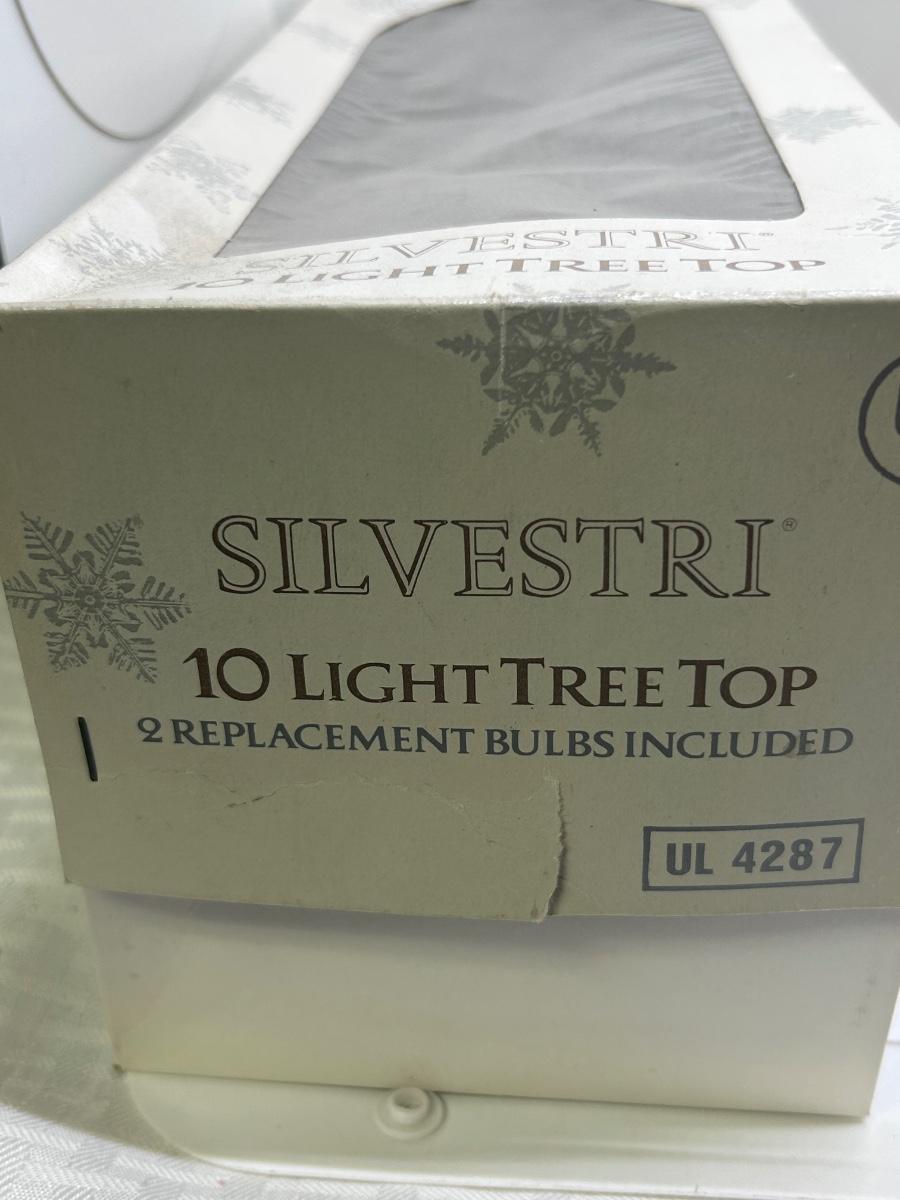 SILVESTRI®
10 LIGHT TREE TOP
SILVESTRI®
10 LIGHT TREE TOP
2 REPLACEMENT BULBS INCLUDED
UL 4287